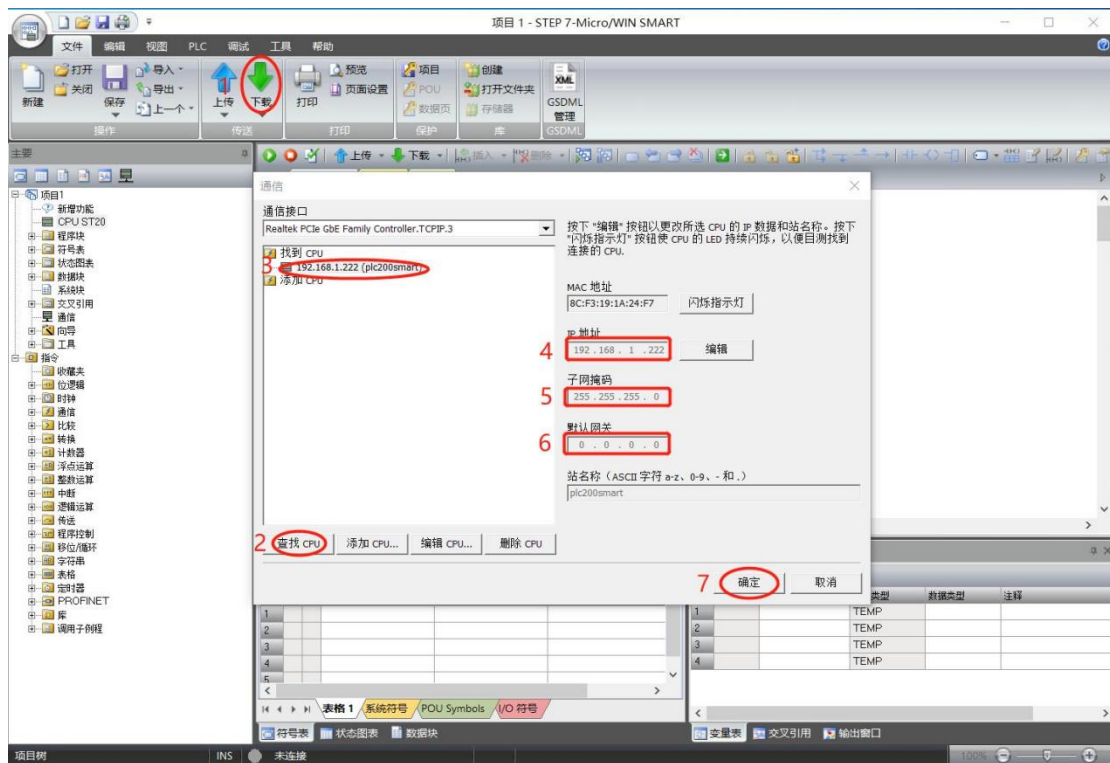 项目 1 - STEP 7-Micro/WIN SMART
文件 编辑 视图 PLC 调试 工具 帮助
新建
打开
关闭
保存
导入
导出
上一个
操作
1
上传
下载
传送
打印
预览
页面设置
打印
项目
POU
数据页
保护
创建
打开文件夹
存储器
库
XML
GSDML
管理
GSDML
主要
上传 下载 插入 删除
项目1
新增功能
CPU ST20
程序块
符号表
状态图表
数据块
系统块
交叉引用
通信
向导
工具
指令
收藏夹
位逻辑
时钟
通信
比较
转换
计数器
浮点运算
整数运算
中断
逻辑运算
传送
程序控制
移位/循环
字符串
表格
定时器
PROFINET
库
调用子例程
通信
通信接口
Realtek PCIe GbE Family Controller.TCPIP.3
找到 CPU
3 192.168.1.222 (plc200smart)
添加 CPU
按下 "编辑" 按钮以更改所选 CPU 的 IP 数据和站名称。按下
"闪烁指示灯" 按钮使 CPU 的 LED 持续闪烁，以便目测找到
连接的 CPU.
MAC 地址
8C:F3:19:1A:24:F7 闪烁指示灯
IP 地址
4 192 . 168 . 1 . 222 编辑
子网掩码
5 255 . 255 . 255 . 0
默认网关
6 0 . 0 . 0 . 0
站名称（ASCII 字符 a-z、0-9、- 和 .）
plc200smart
2 查找 CPU 添加 CPU... 编辑 CPU... 删除 CPU
7 确定 取消
类型 数据类型 注释
1
2
3
4
5
1 TEMP
2 TEMP
3 TEMP
4 TEMP
表格 1 系统符号 POU Symbols I/O 符号
符号表 状态图表 数据块
变量表 交叉引用 输出窗口
项目树 INS 未连接 100%